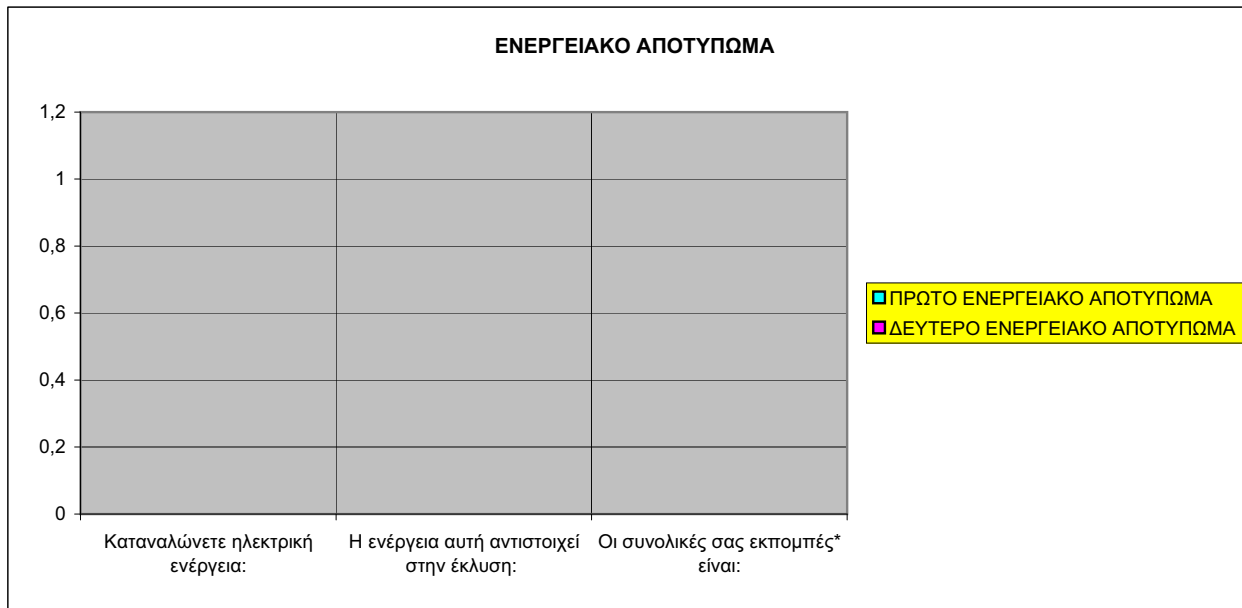 ΕΝΕΡΓΕΙΑΚΟ ΑΠΟΤΥΠΩΜΑ
1,2
1
0,8
0,6
0,4
0,2
0
ΠΡΩΤΟ ΕΝΕΡΓΕΙΑΚΟ ΑΠΟΤΥΠΩΜΑ
ΔΕΥΤΕΡΟ ΕΝΕΡΓΕΙΑΚΟ ΑΠΟΤΥΠΩΜΑ
Καταναλώνετε ηλεκτρική
ενέργεια:
Η ενέργεια αυτή αντιστοιχεί
στην έκλυση:
Οι συνολικές σας εκπομπές*
είναι: